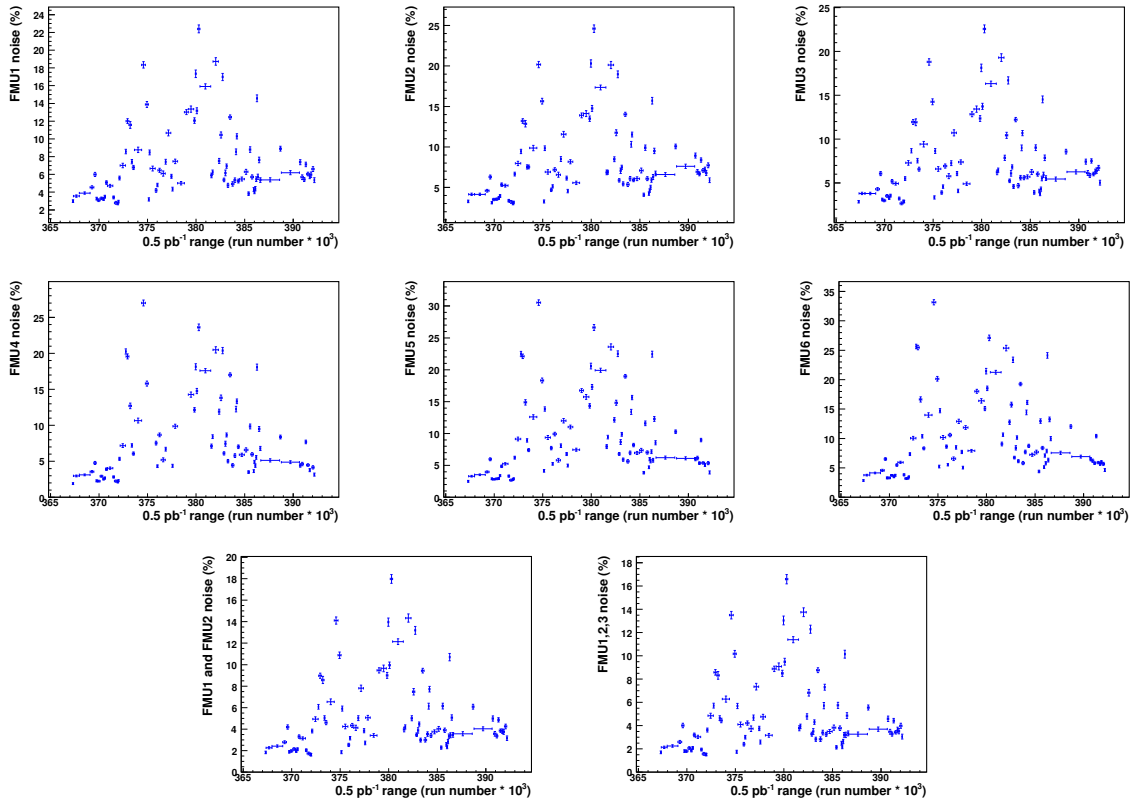 FMU1 noise (%)
24
22
20
18
16
14
12
10
8
6
4
2
365 370 375 380 385 390
0.5 pb⁻¹ range (run number * 10³)
FMU2 noise (%)
25
20
15
10
5
365 370 375 380 385 390
0.5 pb⁻¹ range (run number * 10³)
FMU3 noise (%)
25
20
15
10
5
365 370 375 380 385 390
0.5 pb⁻¹ range (run number * 10³)
FMU4 noise (%)
25
20
15
10
5
0
365 370 375 380 385 390
0.5 pb⁻¹ range (run number * 10³)
FMU5 noise (%)
30
25
20
15
10
5
0
365 370 375 380 385 390
0.5 pb⁻¹ range (run number * 10³)
FMU6 noise (%)
35
30
25
20
15
10
5
0
365 370 375 380 385 390
0.5 pb⁻¹ range (run number * 10³)
FMU1 and FMU2 noise (%)
20
18
16
14
12
10
8
6
4
2
0
365 370 375 380 385 390
0.5 pb⁻¹ range (run number * 10³)
FMU1,2,3 noise (%)
18
16
14
12
10
8
6
4
2
0
365 370 375 380 385 390
0.5 pb⁻¹ range (run number * 10³)